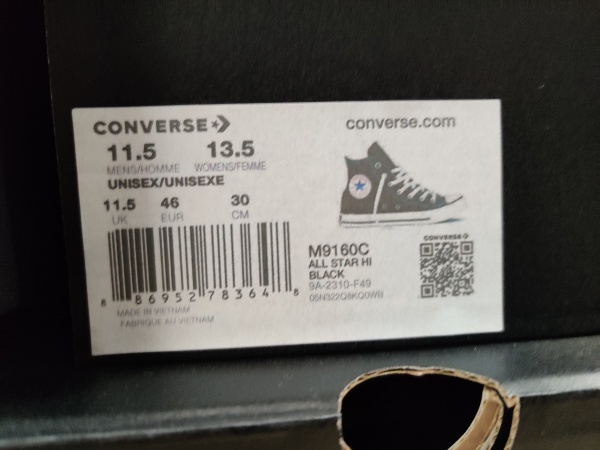 CONVERSE
converse.com
11.5 13.5
MENS/HOMME WOMENS/FEMME
UNISEX/UNISEXE
11.5 46 30
UK EUR CM
8 86952 78364 8
MADE IN VIETNAM
FABRIQUE AU VIETNAM
M9160C
ALL STAR HI
BLACK
9A-2310-F49
CONVERSE